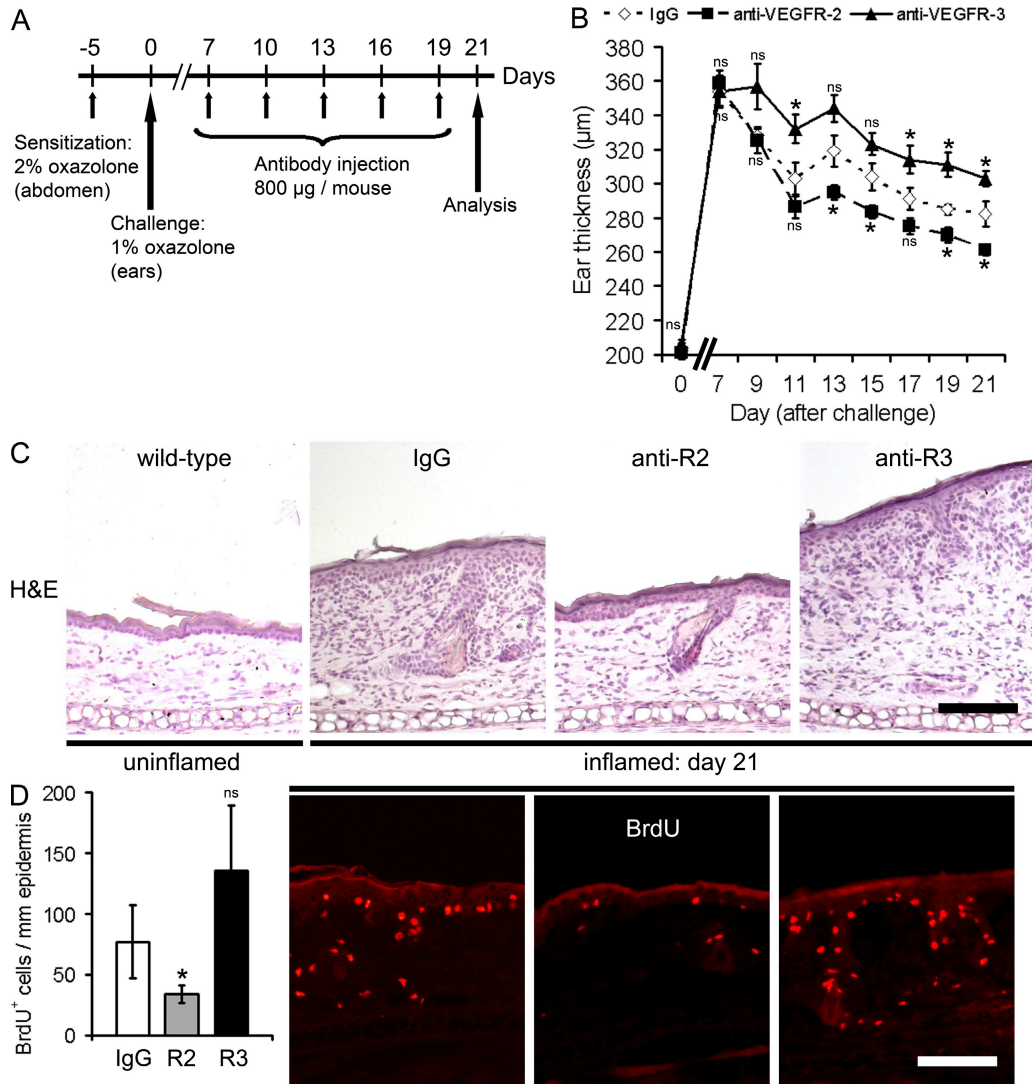 A
-5 0 7 10 13 16 19 21
Days
Sensitization:
2% oxazolone
(abdomen)
Challenge:
1% oxazolone
(ears)
Antibody injection
800 µg / mouse
Analysis
B
IgG anti-VEGFR-2 anti-VEGFR-3
Ear thickness (µm)
380
360
340
320
300
280
260
240
220
200
ns
ns
ns
ns
ns
*
ns
ns
*
ns
*
*
ns
*
*
*
*
0 7 9 11 13 15 17 19 21
Day (after challenge)
C
wild-type IgG anti-R2 anti-R3
H&E
uninflamed inflamed: day 21
D
BrdU+ cells / mm epidermis
200
150
100
50
0
*
ns
IgG R2 R3
BrdU